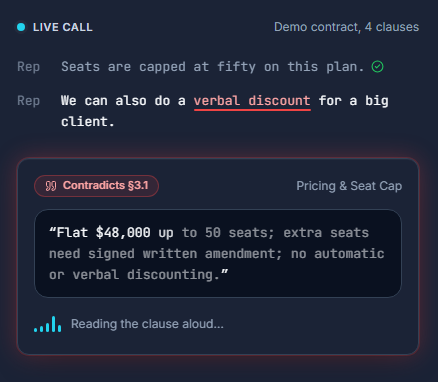 LIVE CALL
Demo contract, 4 clauses
Rep Seats are capped at fifty on this plan.
Rep We can also do a verbal discount for a big
client.
Contradicts §3.1
Pricing & Seat Cap
“Flat $48,000 up to 50 seats; extra seats
need signed written amendment; no automatic
or verbal discounting.”
Reading the clause aloud...